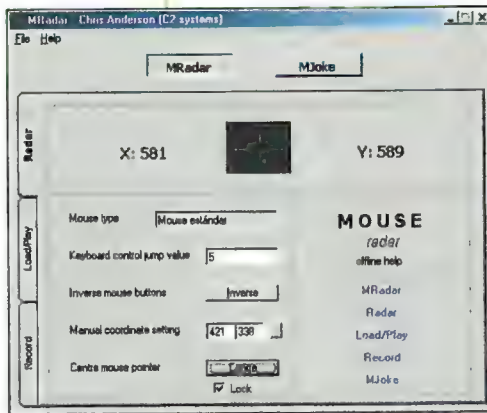 MRadar Chris Anderson (C2 systems)
File Help
MRadar MJoke
Radar
X: 581 Y: 589
Load/Play
Mouse type Mouse estándar
MOUSE
radar
offline help
Keyboard control jump value 5
Inverse mouse buttons Inverse
MRadar
Radar
Manual coordinate setting 421 338
Load/Play
Record
Record
Centre mouse pointer
MJoke
Lock